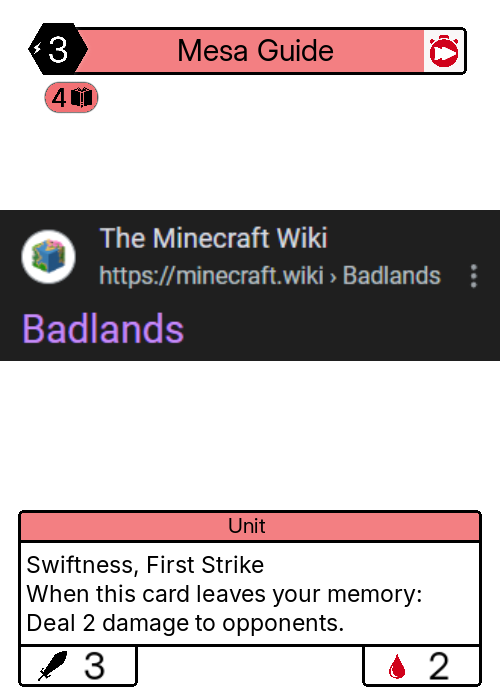 3
Mesa Guide
4
The Minecraft Wiki
https://minecraft.wiki › Badlands
Badlands
Unit
Swiftness, First Strike
When this card leaves your memory:
Deal 2 damage to opponents.
3
2